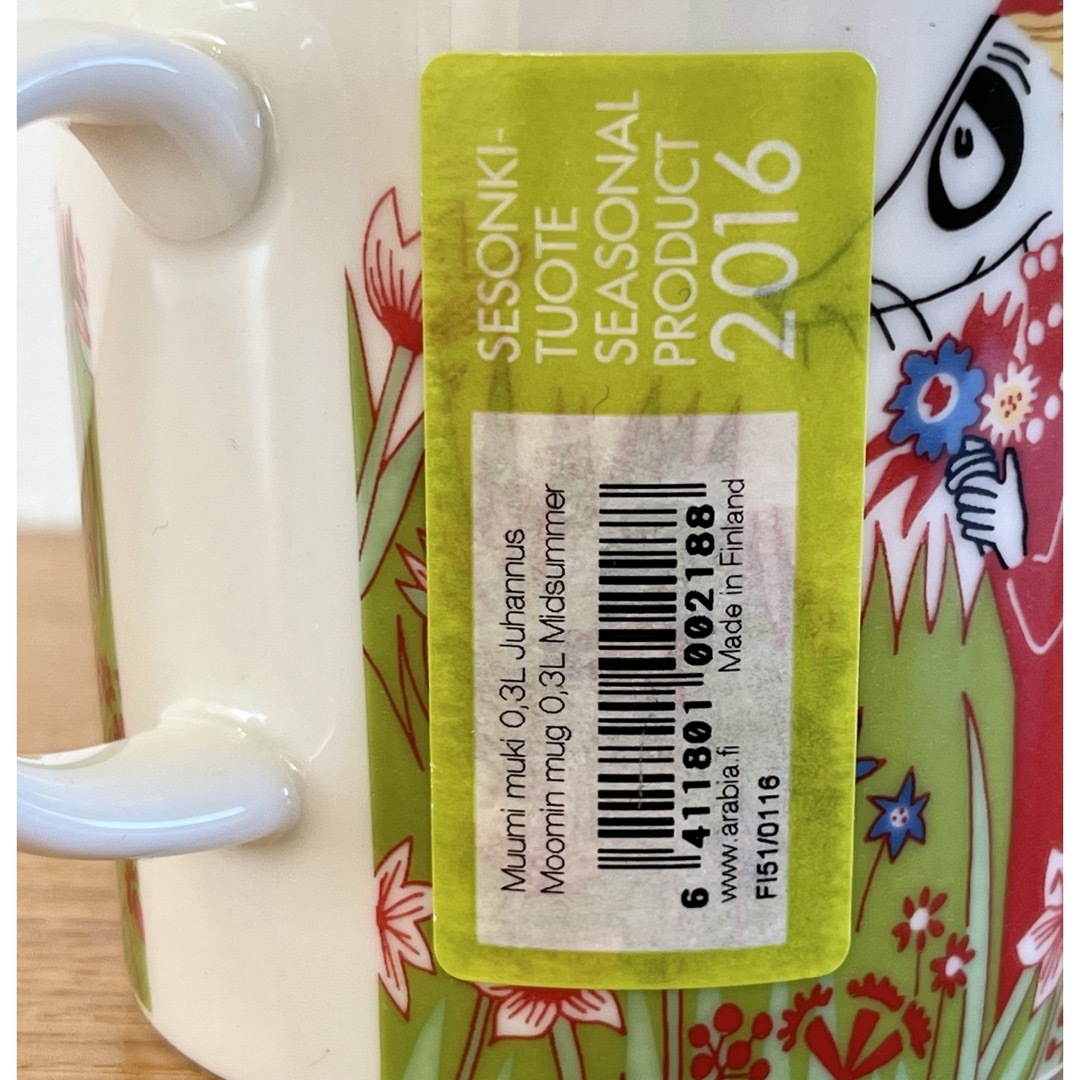 SESONKI-
TUOTE
SEASONAL
PRODUCT
2016
Muumi muki 0,3L Juhannus
Moomin mug 0,3L Midsummer
6 411801 002188
www.arabia.fi Made in Finland
FI51/0116